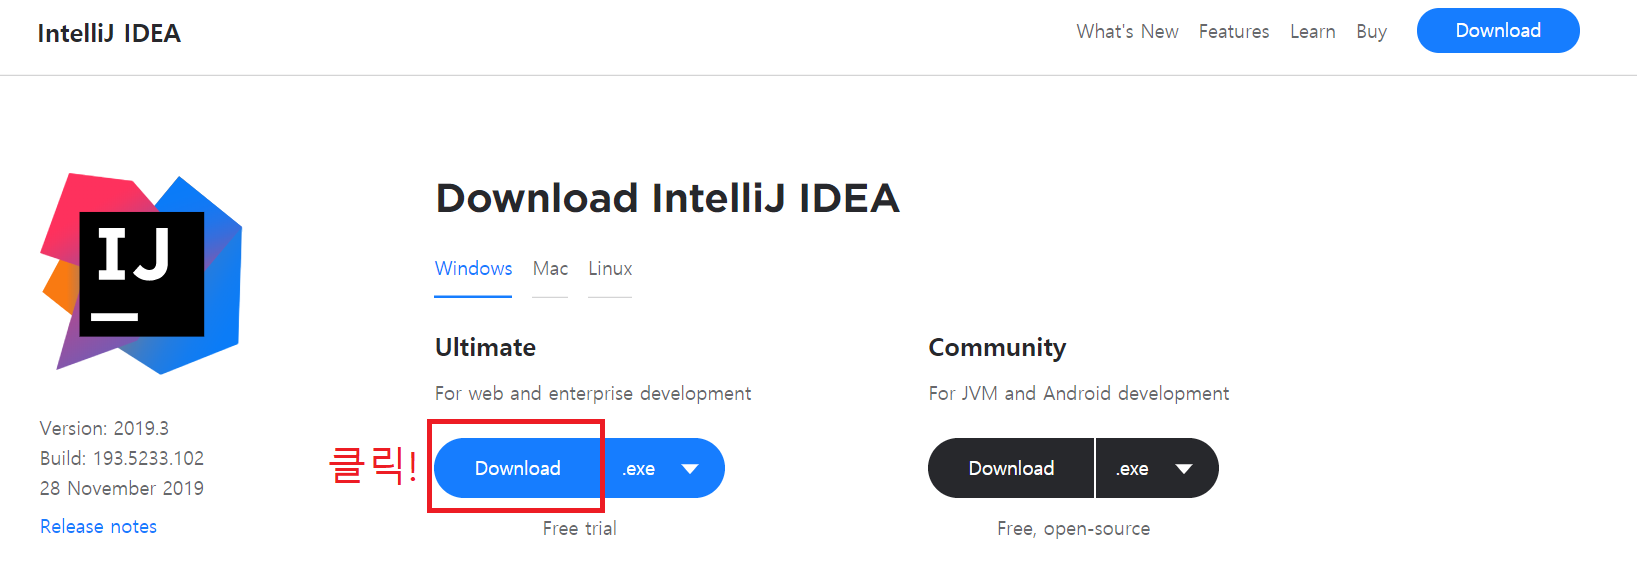 IntelliJ IDEA
What's New Features Learn Buy Download
IJ
Download IntelliJ IDEA
Windows Mac Linux
Ultimate
For web and enterprise development
클릭!
Download .exe
Free trial
Community
For JVM and Android development
Download .exe
Free, open-source
Version: 2019.3
Build: 193.5233.102
28 November 2019
Release notes